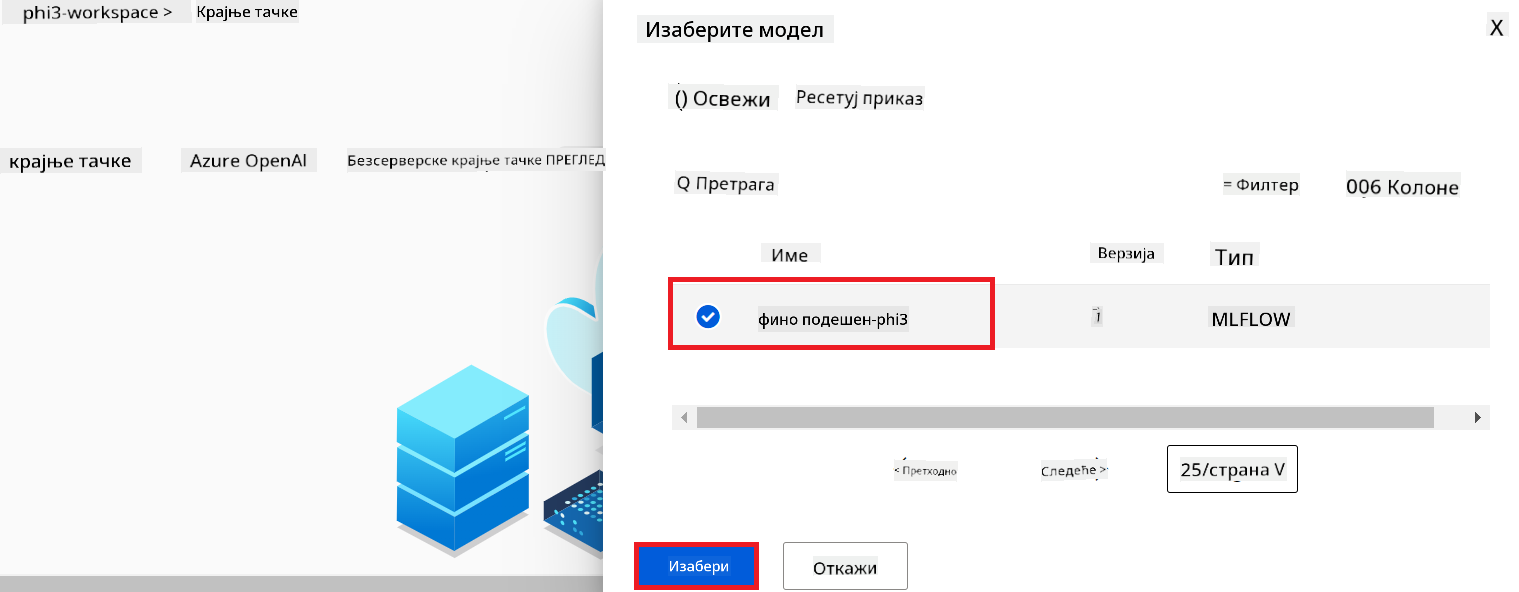 phi3-workspace > Крајње тачке
крајње тачке Azure OpenAI Безсерверске крајње тачке ПРЕГЛЕД
Изаберите модел X
() Освежи Ресетуј приказ
Q Претрага = Филтер 006 Колоне
Име Верзија Тип
фино подешен-phi3 1 MLFLOW
< Претходно Следеће > 25/страна V
Изабери Откажи